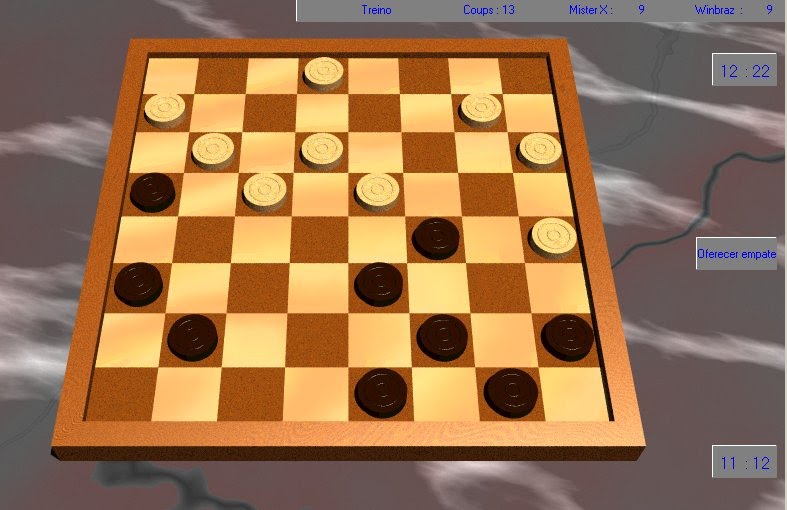 Treino Coups : 13 Mister X : 9 Winbraz : 9
12 : 22
Oferecer empate
11 : 12